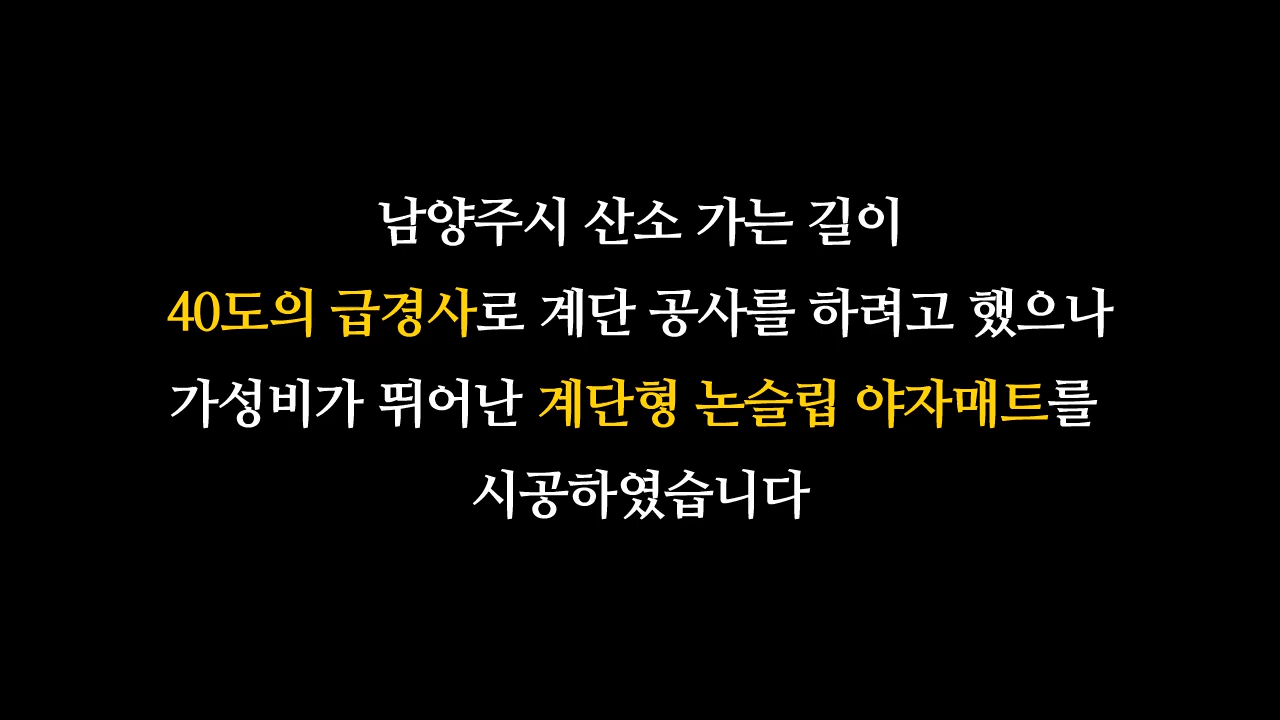 남양주시 산소 가는 길이
40도의 급경사로 계단 공사를 하려고 했으나
가성비가 뛰어난 계단형 논슬립 야자매트를
시공하였습니다